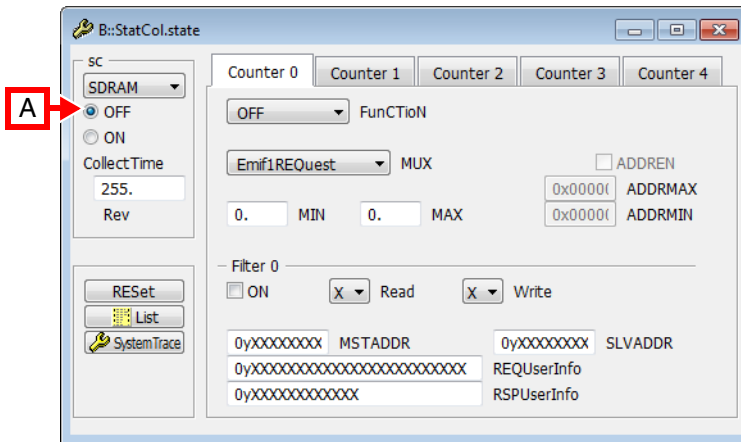 B::StatCol.state
sc
SDRAM
A
OFF
ON
CollectTime
255.
Rev
RESet
List
SystemTrace
Counter 0 Counter 1 Counter 2 Counter 3 Counter 4
OFF FunCTioN
Emif1REQuest MUX ADDREN
0x0000( ADDRMAX
0. MIN 0. MAX 0x0000( ADDRMIN
Filter 0
ON X Read X Write
0yXXXXXXXX MSTADDR 0yXXXXXXXX SLVADDR
0yXXXXXXXXXXXXXXXXXXXXXXXX REQUserInfo
0yXXXXXXXXXXXX RSPUserInfo